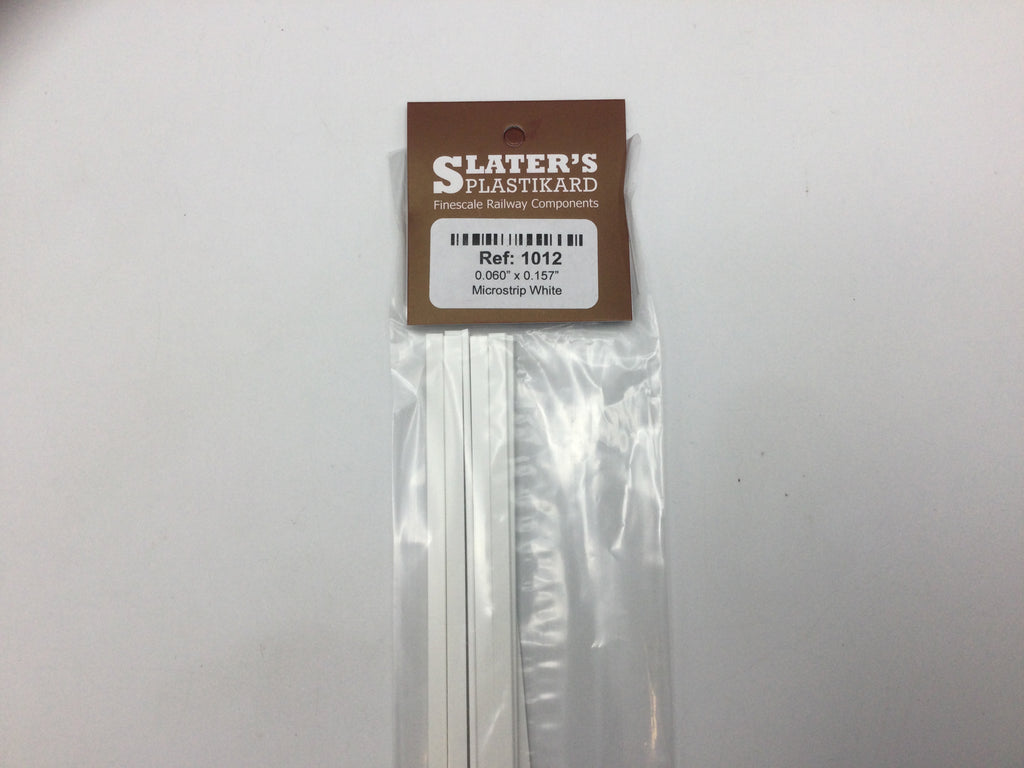 SLATER'S
PLASTIKARD
Finescale Railway Components
Ref: 1012
0.060" x 0.157"
Microstrip White